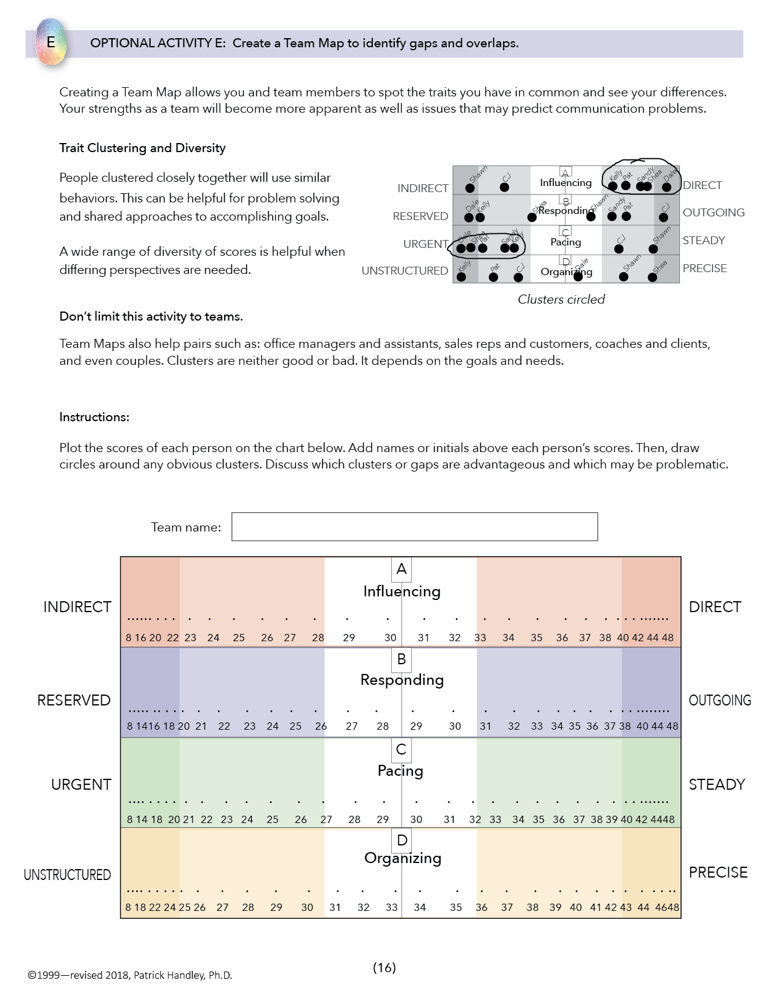 E
OPTIONAL ACTIVITY E: Create a Team Map to identify gaps and overlaps.
Creating a Team Map allows you and team members to spot the traits you have in common and see your differences.
Your strengths as a team will become more apparent as well as issues that may predict communication problems.
Trait Clustering and Diversity
People clustered closely together will use similar
behaviors. This can be helpful for problem solving
and shared approaches to accomplishing goals.
A wide range of diversity of scores is helpful when
differing perspectives are needed.
Shawn CJ A Kelly Pat Sandy Shea Dale
INDIRECT Influencing DIRECT
Dale Kelly Shea B Shawn Sandy Pat CJ
RESERVED Responding OUTGOING
Dale Shea Pat Sandy Kelly C CJ Shawn
URGENT Pacing STEADY
Kelly Pat CJ D Dale Shawn Shea
UNSTRUCTURED Organizing PRECISE
Clusters circled
Don't limit this activity to teams.
Team Maps also help pairs such as: office managers and assistants, sales reps and customers, coaches and clients,
and even couples. Clusters are neither good or bad. It depends on the goals and needs.
Instructions:
Plot the scores of each person on the chart below. Add names or initials above each person's scores. Then, draw
circles around any obvious clusters. Discuss which clusters or gaps are advantageous and which may be problematic.
Team name:
A
Influencing
INDIRECT DIRECT
8 16 20 22 23 24 25 26 27 28 29 30 31 32 33 34 35 36 37 38 40 42 44 48
B
Responding
RESERVED OUTGOING
8 14 16 18 20 21 22 23 24 25 26 27 28 29 30 31 32 33 34 35 36 37 38 40 44 48
C
Pacing
URGENT STEADY
8 14 18 20 21 22 23 24 25 26 27 28 29 30 31 32 33 34 35 36 37 38 39 40 42 44 48
D
Organizing
UNSTRUCTURED PRECISE
8 18 22 24 25 26 27 28 29 30 31 32 33 34 35 36 37 38 39 40 41 42 43 44 46 48
(16)
©1999—revised 2018, Patrick Handley, Ph.D.